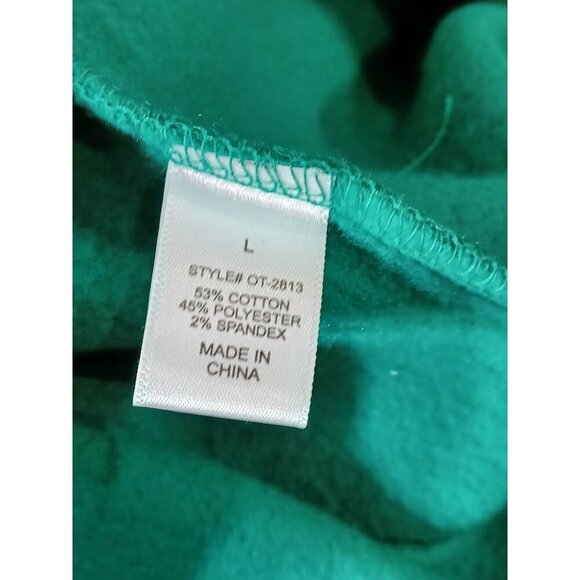 L
STYLE# OT-2813
53% COTTON
45% POLYESTER
2% SPANDEX
MADE IN
CHINA